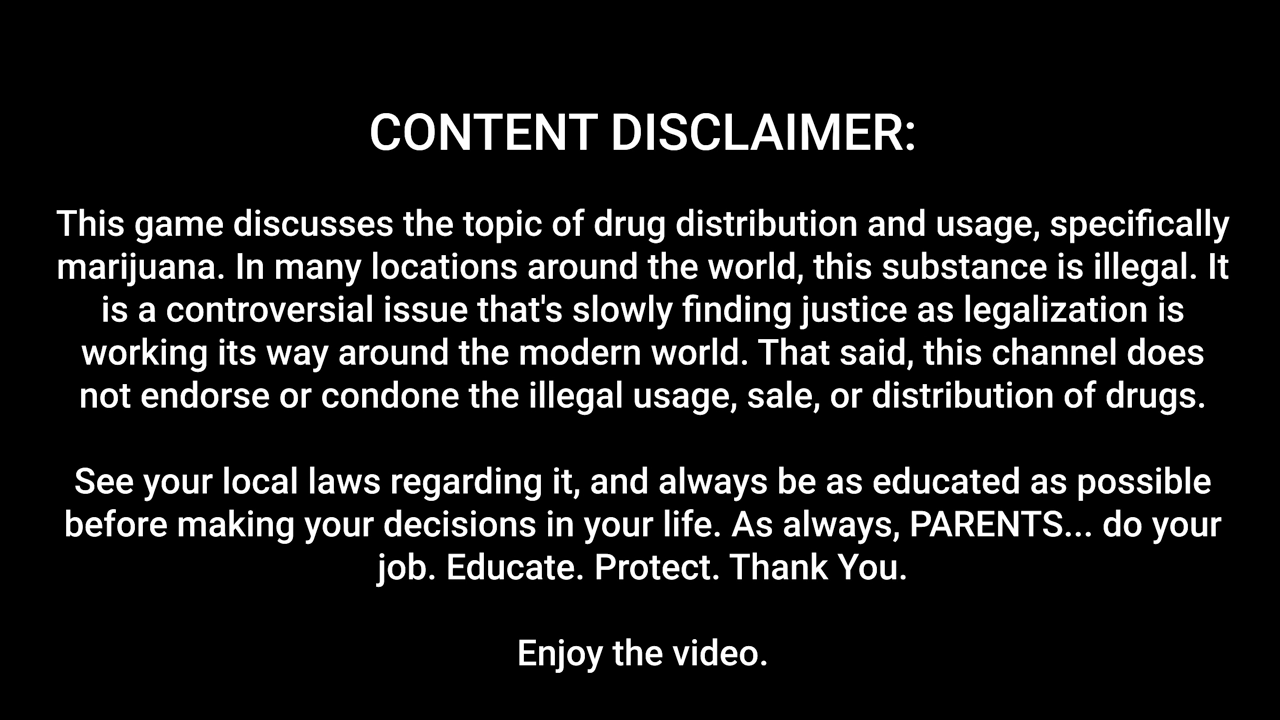 CONTENT DISCLAIMER:
This game discusses the topic of drug distribution and usage, specifically
marijuana. In many locations around the world, this substance is illegal. It
is a controversial issue that's slowly finding justice as legalization is
working its way around the modern world. That said, this channel does
not endorse or condone the illegal usage, sale, or distribution of drugs.
See your local laws regarding it, and always be as educated as possible
before making your decisions in your life. As always, PARENTS... do your
job. Educate. Protect. Thank You.
Enjoy the video.